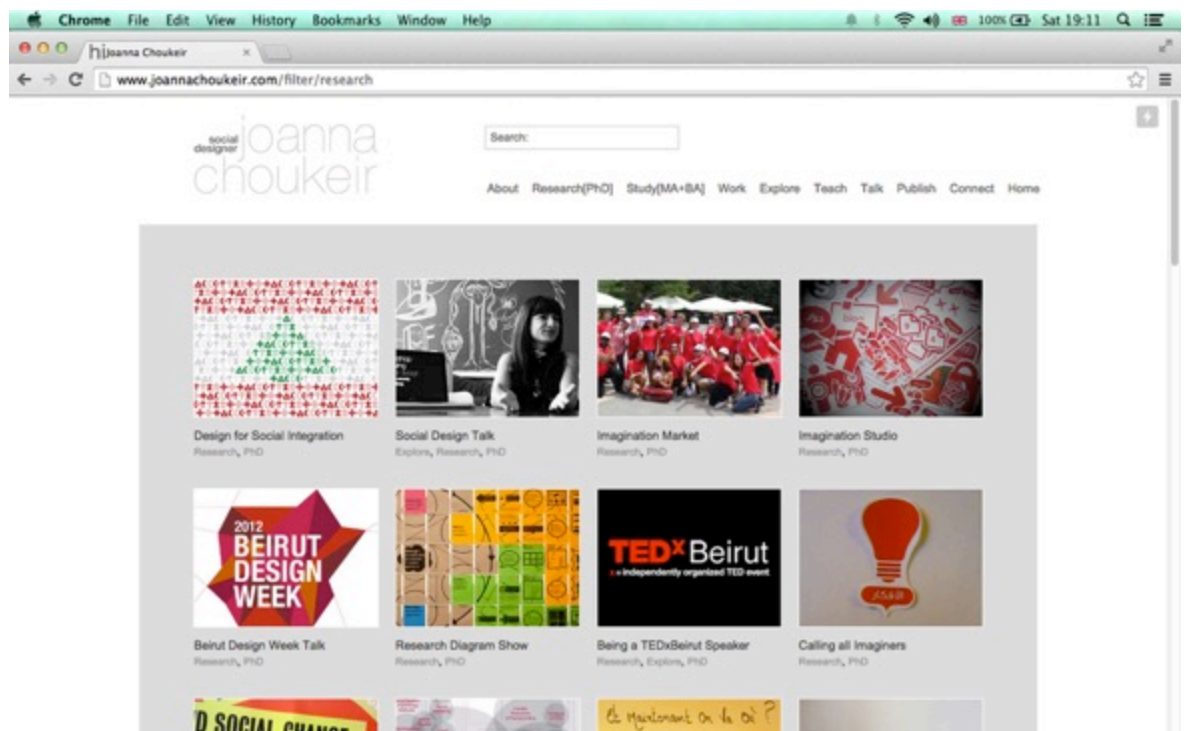 Chrome File Edit View History Bookmarks Window Help 100% Sat 19:11
hi Joanna Choukeir
www.joannachoukeir.com/filter/research
social designer
joanna choukeir
Search:
About Research[PhD] Study[MA+BA] Work Explore Teach Talk Publish Connect Home
Design for Social Integration
Research, PhD
Social Design Talk
Explore, Research, PhD
Imagination Market
Research, PhD
Imagination Studio
Research, PhD
2012
BEIRUT
DESIGN
WEEK
TEDx Beirut
x = independently organized TED event
الأفكار
Beirut Design Week Talk
Research, PhD
Research Diagram Show
Research, PhD
Being a TEDxBeirut Speaker
Research, Explore, PhD
Calling all Imaginers
Research, PhD
D SOCIAL CHANGE
Et Maintenant On Va Où ?